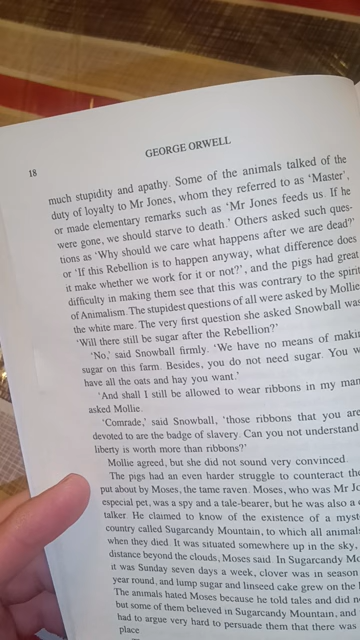 18
GEORGE ORWELL
much stupidity and apathy. Some of the animals talked of the
duty of loyalty to Mr Jones, whom they referred to as ‘Master’,
or made elementary remarks such as ‘Mr Jones feeds us. If he
were gone, we should starve to death.’ Others asked such ques-
tions as ‘Why should we care what happens after we are dead?’
or ‘If this Rebellion is to happen anyway, what difference does
it make whether we work for it or not?’, and the pigs had great
difficulty in making them see that this was contrary to the spirit
of Animalism. The stupidest questions of all were asked by Mollie
the white mare. The very first question she asked Snowball was
‘Will there still be sugar after the Rebellion?’
‘No,’ said Snowball firmly. ‘We have no means of makin
sugar on this farm. Besides, you do not need sugar. You w
have all the oats and hay you want.’
‘And shall I still be allowed to wear ribbons in my man
asked Mollie.
‘Comrade,’ said Snowball, ‘those ribbons that you are
devoted to are the badge of slavery. Can you not understand
liberty is worth more than ribbons?’
Mollie agreed, but she did not sound very convinced.
The pigs had an even harder struggle to counteract the
put about by Moses, the tame raven. Moses, who was Mr Jo
especial pet, was a spy and a tale-bearer, but he was also a c
talker. He claimed to know of the existence of a myst
country called Sugarcandy Mountain, to which all animals
when they died. It was situated somewhere up in the sky,
distance beyond the clouds, Moses said. In Sugarcandy Mo
it was Sunday seven days a week, clover was in season
year round, and lump sugar and linseed cake grew on the h
The animals hated Moses because he told tales and did n
but some of them believed in Sugarcandy Mountain, and
had to argue very hard to persuade them that there was
place